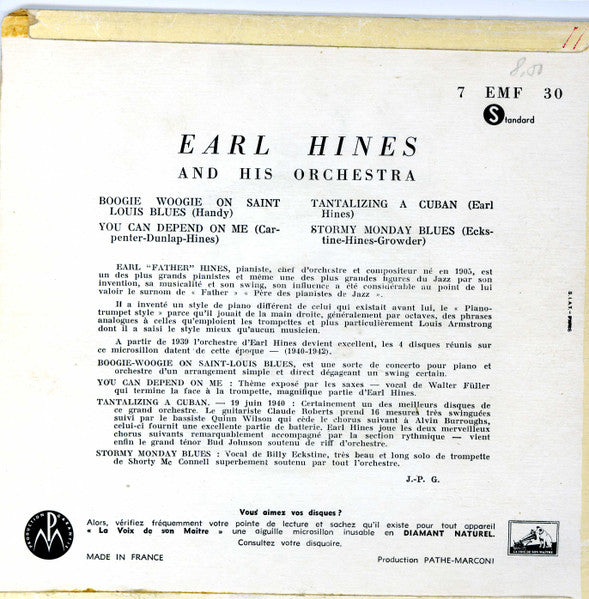 8,00
7 EMF 30
Standard
EARL HINES
AND HIS ORCHESTRA
BOOGIE WOOGIE ON SAINT
LOUIS BLUES (Handy)
YOU CAN DEPEND ON ME (Car-
penter-Dunlap-Hines)
TANTALIZING A CUBAN (Earl
Hines)
STORMY MONDAY BLUES (Ecks-
tine-Hines-Growder)
EARL "FATHER" HINES, pianiste, chef d'orchestre et compositeur né en 1905, est
un des plus grands pianistes et même une des plus grandes figures du Jazz par son
invention, sa musicalité et son swing, son influence a été considérable au point de lui
valoir le surnom de « Father » « Père des pianistes de Jazz ».
Il a inventé un style de piano différent de celui qui existait avant lui, le « Piano-
trumpet style » parce qu'il jouait de la main droite, généralement par octaves, des phrases
analogues à celles qu'emploient les trompettes et plus particulièrement Louis Armstrong
dont il a saisi le style mieux qu'aucun musicien.
A partir de 1939 l'orchestre d'Earl Hines devient excellent, les 4 disques réunis sur
ce microsillon datent de cette époque — (1940-1942).
BOOGIE-WOOGIE ON SAINT-LOUIS BLUES, est une sorte de concerto pour piano et
orchestre d'un arrangement simple et direct dégageant un swing certain.
YOU CAN DEPEND ON ME : Thème exposé par les saxes — vocal de Walter Füller
qui termine la face à la trompette, magnifique partie d'Earl Hines.
TANTALIZING A CUBAN. — 19 juin 1940 : Certainement un des meilleurs disques de
ce grand orchestre. Le guitariste Claude Roberts prend 16 mesures très swinguées
suivi par le bassiste Quinn Wilson qui cède le chorus suivant à Alvin Burroughs,
celui-ci fournit une excellente partie de batterie. Earl Hines joue les deux merveilleux
chorus suivants remarquablement accompagné par la section rythmique — vient
enfin le grand ténor Bud Johnson soutenu de riff d'orchestre.
STORMY MONDAY BLUES : Vocal de Billy Eckstine, très beau et long solo de trompette
de Shorty Me Connell superbement soutenu par tout l'orchestre.
J.-P. G.
Vous aimez vos disques ?
Alors, vérifiez fréquemment votre pointe de lecture et sachez qu'il existe pour tout appareil
« La Voix de son Maître » une aiguille microsillon inusable en DIAMANT NATUREL.
Consultez votre disquaire.
MADE IN FRANCE
Production PATHE-MARCONI
LA VOIX DE SON MAITRE